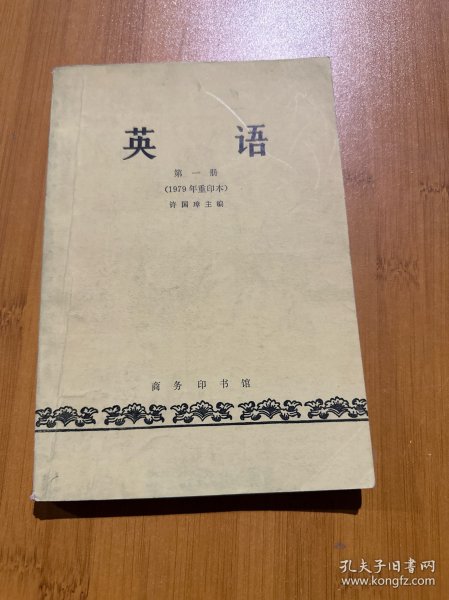 英 语
第一册
(1979年重印本)
许国璋主编
商务印书馆
孔夫子旧书网
www.kongfz.com